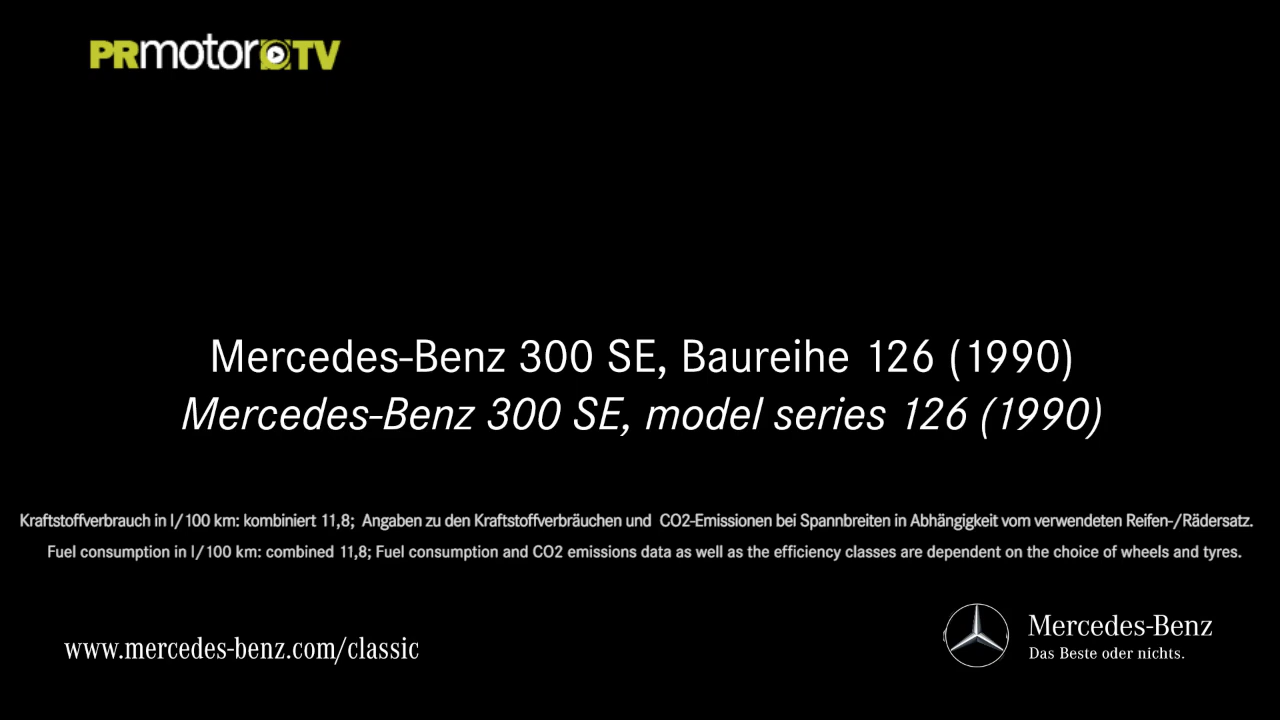 PRmotor TV
Mercedes-Benz 300 SE, Baureihe 126 (1990)
Mercedes-Benz 300 SE, model series 126 (1990)
Kraftstoffverbrauch in l/100 km: kombiniert 11,8; Angaben zu den Kraftstoffverbräuchen und CO2-Emissionen bei Spannbreiten in Abhängigkeit vom verwendeten Reifen-/Rädersatz.
Fuel consumption in l/100 km: combined 11,8; Fuel consumption and CO2 emissions data as well as the efficiency classes are dependent on the choice of wheels and tyres.
www.mercedes-benz.com/classic
Mercedes-Benz
Das Beste oder nichts.